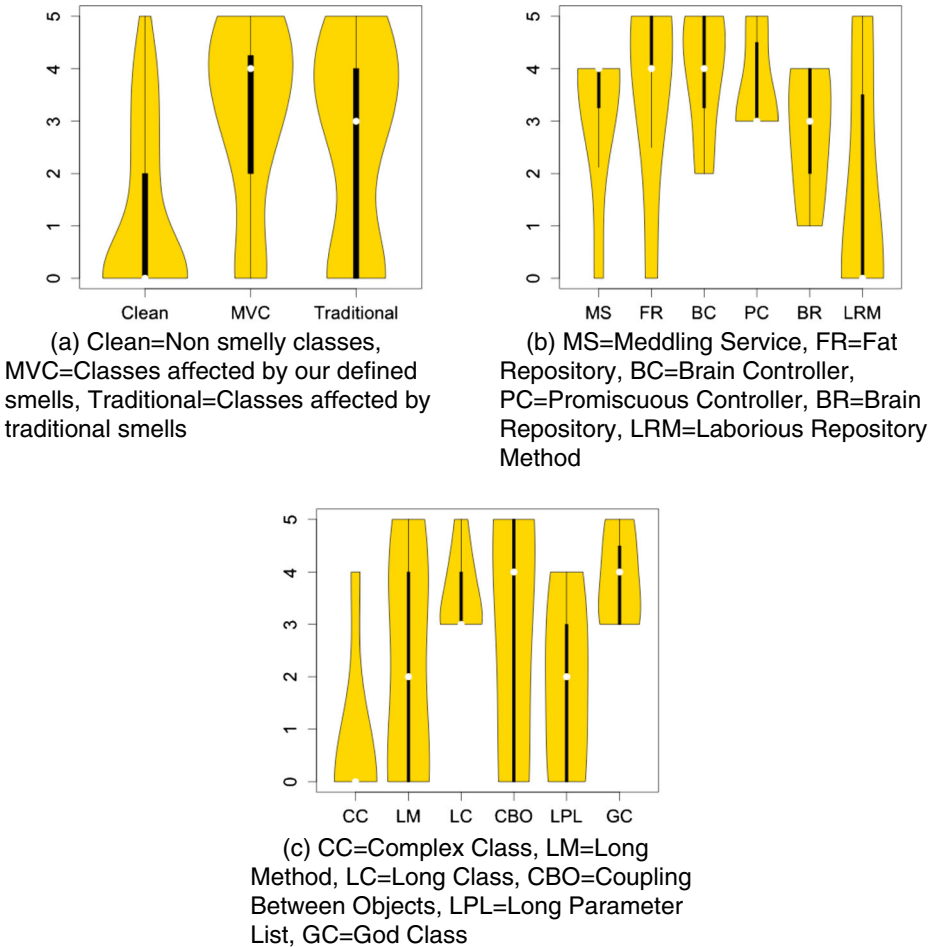 5
4
3
2
1
0
Clean MVC Traditional
(a) Clean=Non smelly classes,
MVC=Classes affected by our defined
smells, Traditional=Classes affected by
traditional smells
5
4
3
2
1
0
MS FR BC PC BR LRM
(b) MS=Meddling Service, FR=Fat
Repository, BC=Brain Controller,
PC=Promiscuous Controller, BR=Brain
Repository, LRM=Laborious Repository
Method
5
4
3
2
1
0
CC LM LC CBO LPL GC
(c) CC=Complex Class, LM=Long
Method, LC=Long Class, CBO=Coupling
Between Objects, LPL=Long Parameter
List, GC=God Class